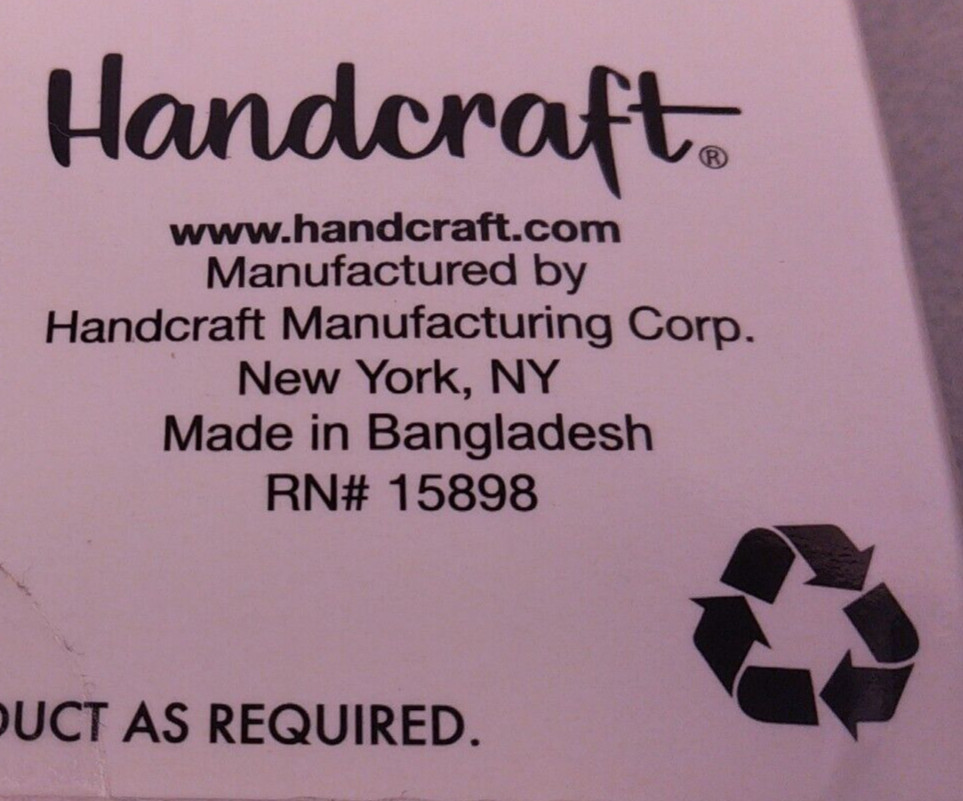 Handcraft®
www.handcraft.com
Manufactured by
Handcraft Manufacturing Corp.
New York, NY
Made in Bangladesh
RN# 15898
AS REQUIRED.